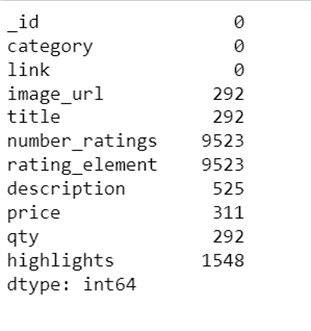 _id 0
category 0
link 0
image_url 292
title 292
number_ratings 9523
rating_element 9523
description 525
price 311
qty 292
highlights 1548
dtype: int64